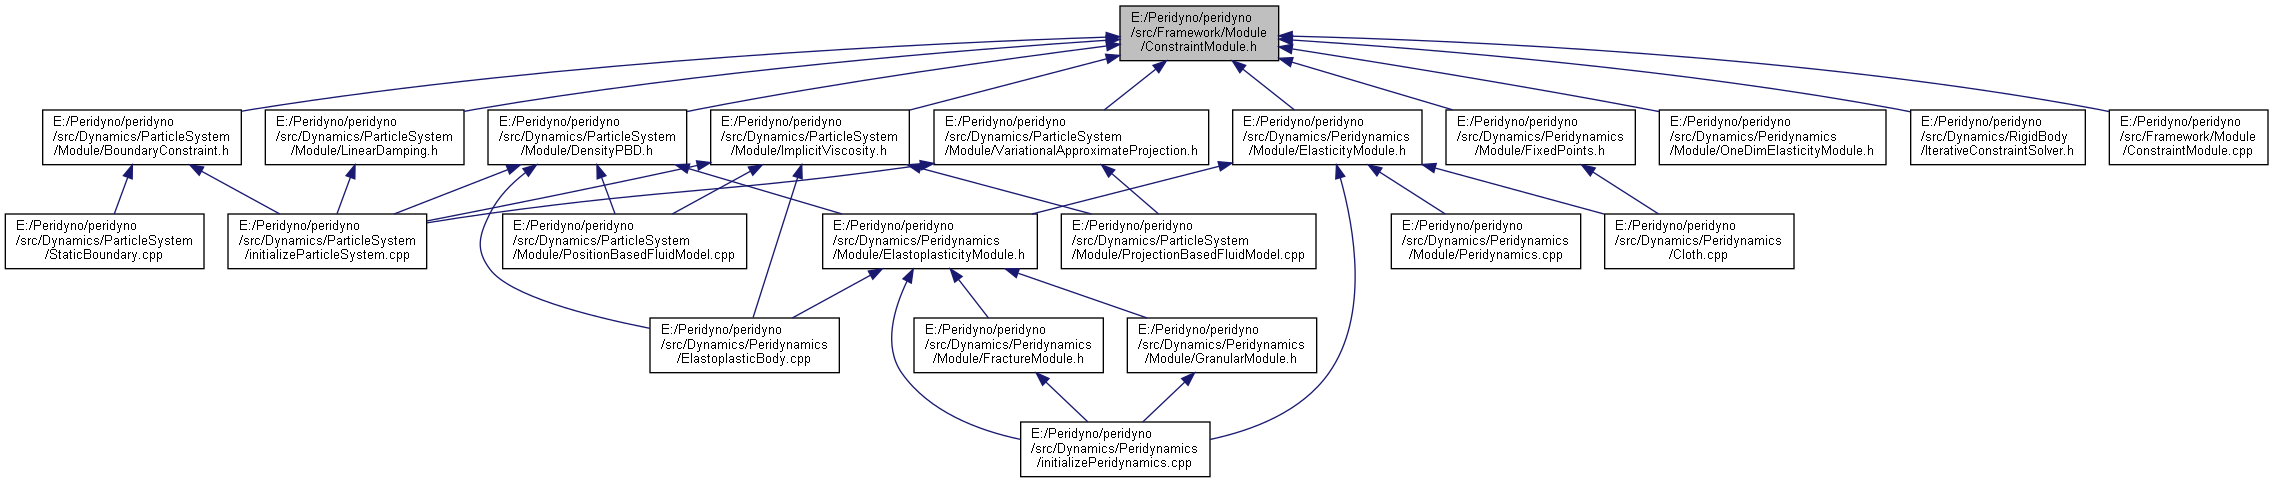 E:/Peridyno/peridyno
/src/Framework/Module
/ConstraintModule.h
E:/Peridyno/peridyno
/src/Dynamics/ParticleSystem
/Module/BoundaryConstraint.h
E:/Peridyno/peridyno
/src/Dynamics/ParticleSystem
/Module/LinearDamping.h
E:/Peridyno/peridyno
/src/Dynamics/ParticleSystem
/Module/DensityPBD.h
E:/Peridyno/peridyno
/src/Dynamics/ParticleSystem
/Module/ImplicitViscosity.h
E:/Peridyno/peridyno
/src/Dynamics/ParticleSystem
/Module/VariationalApproximateProjection.h
E:/Peridyno/peridyno
/src/Dynamics/Peridynamics
/Module/ElasticityModule.h
E:/Peridyno/peridyno
/src/Dynamics/Peridynamics
/Module/FixedPoints.h
E:/Peridyno/peridyno
/src/Dynamics/Peridynamics
/Module/OneDimElasticityModule.h
E:/Peridyno/peridyno
/src/Dynamics/RigidBody
/IterativeConstraintSolver.h
E:/Peridyno/peridyno
/src/Framework/Module
/ConstraintModule.cpp
E:/Peridyno/peridyno
/src/Dynamics/ParticleSystem
/StaticBoundary.cpp
E:/Peridyno/peridyno
/src/Dynamics/ParticleSystem
/initializeParticleSystem.cpp
E:/Peridyno/peridyno
/src/Dynamics/ParticleSystem
/Module/PositionBasedFluidModel.cpp
E:/Peridyno/peridyno
/src/Dynamics/Peridynamics
/Module/ElastoplasticityModule.h
E:/Peridyno/peridyno
/src/Dynamics/ParticleSystem
/Module/ProjectionBasedFluidModel.cpp
E:/Peridyno/peridyno
/src/Dynamics/Peridynamics
/Module/Peridynamics.cpp
E:/Peridyno/peridyno
/src/Dynamics/Peridynamics
/Cloth.cpp
E:/Peridyno/peridyno
/src/Dynamics/Peridynamics
/ElastoplasticBody.cpp
E:/Peridyno/peridyno
/src/Dynamics/Peridynamics
/Module/FractureModule.h
E:/Peridyno/peridyno
/src/Dynamics/Peridynamics
/Module/GranularModule.h
E:/Peridyno/peridyno
/src/Dynamics/Peridynamics
/initializePeridynamics.cpp